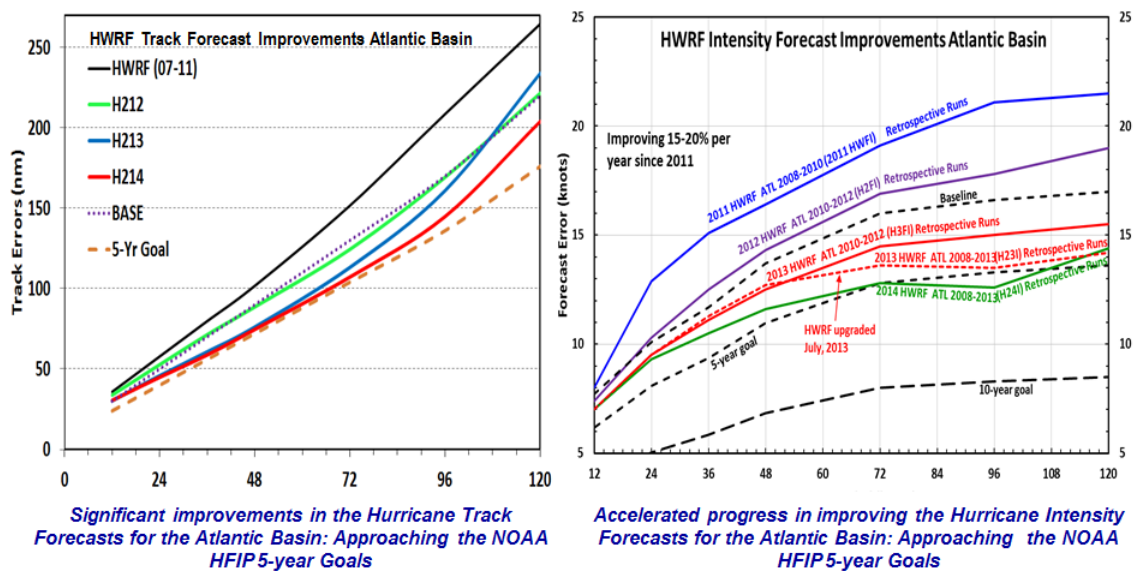 HWRF Track Forecast Improvements Atlantic Basin
HWRF (07-11)
H212
H213
H214
BASE
5-Yr Goal
Track Errors (nm)
250
200
150
100
50
0
0 24 48 72 96 120
Significant improvements in the Hurricane Track
Forecasts for the Atlantic Basin: Approaching the NOAA
HFIP 5-year Goals
HWRF Intensity Forecast Improvements Atlantic Basin
Improving 15-20% per
year since 2011
2011 HWRF ATL 2008-2010 (2011 HWFI) Retrospective Runs
2012 HWRF ATL 2010-2012 (H2FI) Retrospective Runs
Baseline
2013 HWRF ATL 2010-2012 (H3FI) Retrospective Runs
2013 HWRF ATL 2008-2013 (H23I) Retrospective Runs
2014 HWRF ATL 2008-2013 (H24I) Retrospective Runs
HWRF upgraded
July, 2013
5-year goal
10-year goal
Forecast Error (knots)
25
20
15
10
5
25
20
15
10
5
12 24 36 48 60 72 84 96 108 120
Accelerated progress in improving the Hurricane Intensity
Forecasts for the Atlantic Basin: Approaching the NOAA
HFIP 5-year Goals